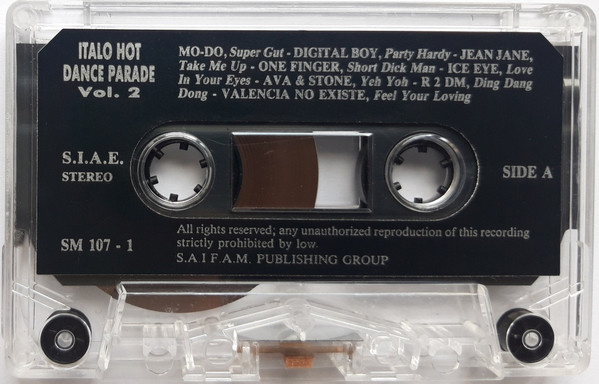 ITALO HOT
DANCE PARADE
Vol. 2
MO-DO, Super Gut - DIGITAL BOY, Party Hardy - JEAN JANE,
Take Me Up - ONE FINGER, Short Dick Man - ICE EYE, Love
In Your Eyes - AVA & STONE, Yeh Yoh - R 2 DM, Ding Dang
Dong - VALENCIA NO EXISTE, Feel Your Loving
S.I.A.E.
STEREO
SIDE A
SM 107 - 1
All rights reserved; any unauthorized reproduction of this recording
strictly prohibited by low.
S.A.I.F.A.M. PUBLISHING GROUP